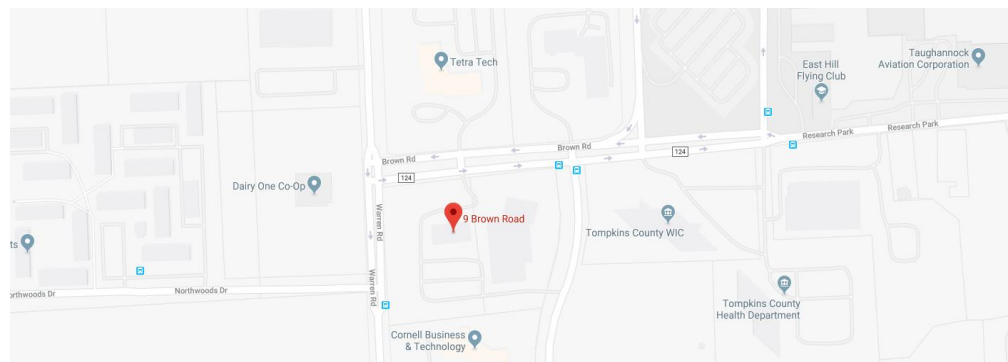 Tetra Tech
East Hill
Flying Club
Taughannock
Aviation Corporation
Research Park
Research Park
Brown Rd
Brown Rd
124
124
Dairy One Co-Op
Warren Rd
9 Brown Road
Tompkins County WIC
ts
orthwoods Dr
Northwoods Dr
Warren Rd
Tompkins County
Health Department
Cornell Business
& Technology